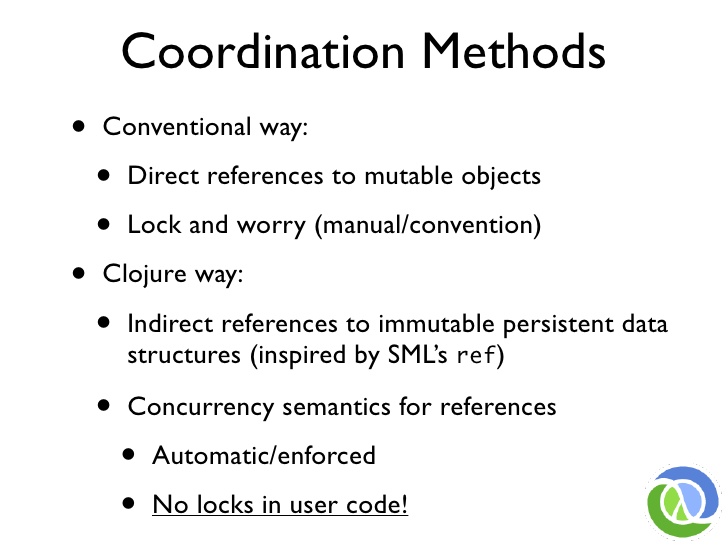 Coordination Methods
• Conventional way:
• Direct references to mutable objects
• Lock and worry (manual/convention)
• Clojure way:
• Indirect references to immutable persistent data
structures (inspired by SML’s ref)
• Concurrency semantics for references
• Automatic/enforced
• No locks in user code!